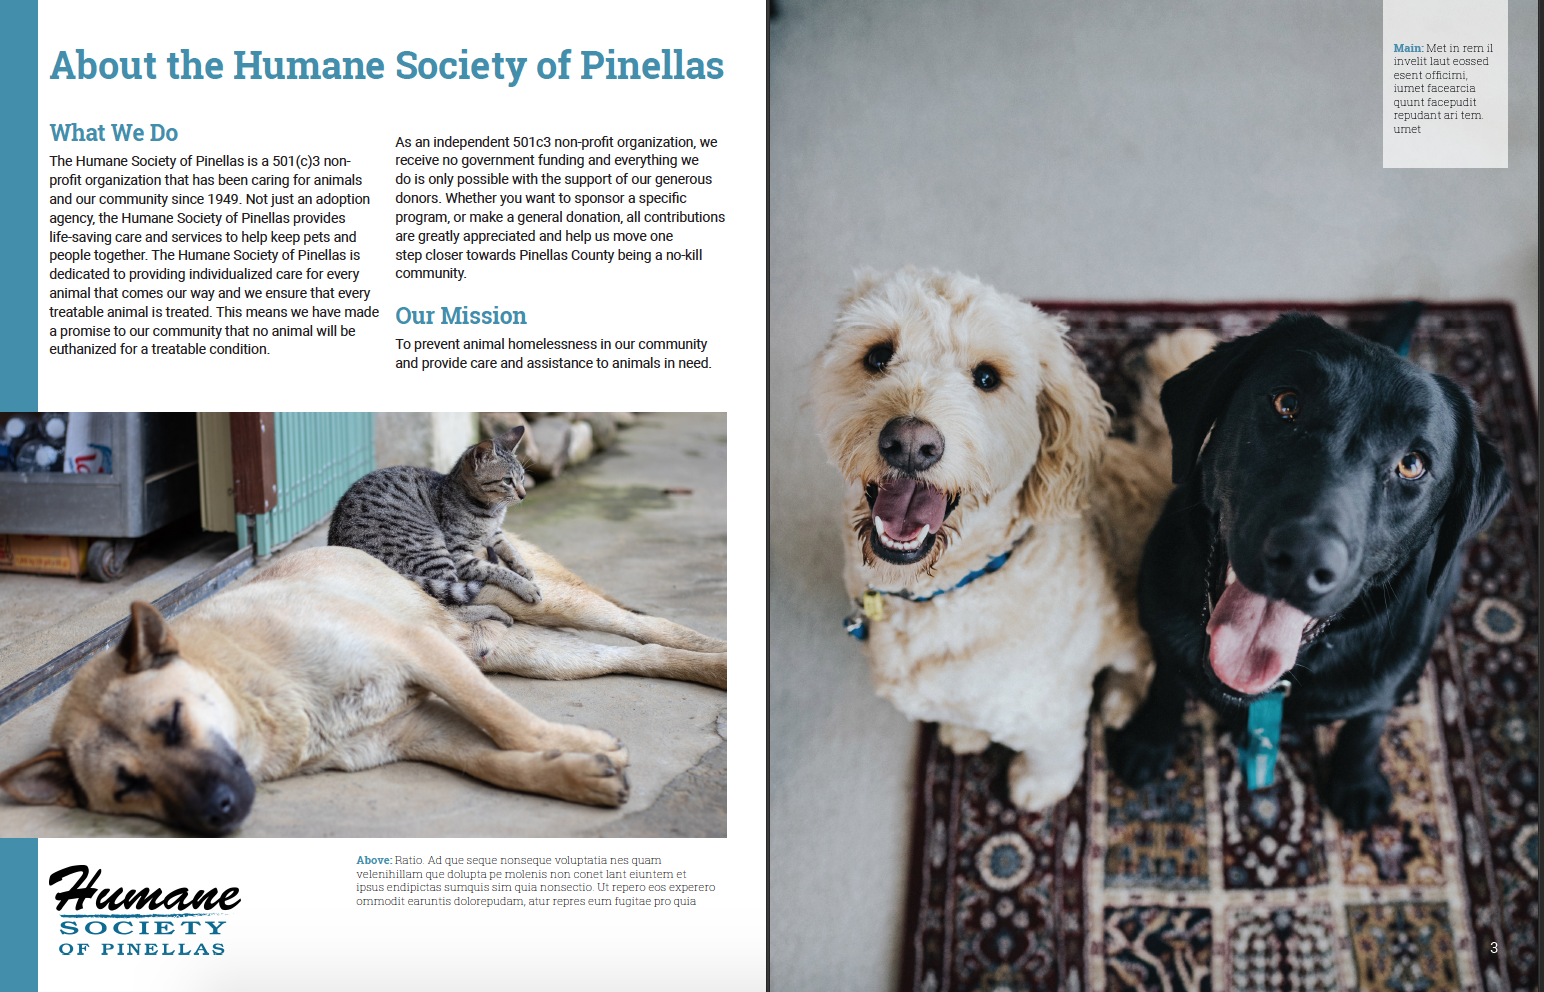 About the Humane Society of Pinellas
What We Do
The Humane Society of Pinellas is a 501(c)3 non-
profit organization that has been caring for animals
and our community since 1949. Not just an adoption
agency, the Humane Society of Pinellas provides
life-saving care and services to help keep pets and
people together. The Humane Society of Pinellas is
dedicated to providing individualized care for every
animal that comes our way and we ensure that every
treatable animal is treated. This means we have made
a promise to our community that no animal will be
euthanized for a treatable condition.
As an independent 501c3 non-profit organization, we
receive no government funding and everything we
do is only possible with the support of our generous
donors. Whether you want to sponsor a specific
program, or make a general donation, all contributions
are greatly appreciated and help us move one
step closer towards Pinellas County being a no-kill
community.
Our Mission
To prevent animal homelessness in our community
and provide care and assistance to animals in need.
Humane
SOCIETY
OF PINELLAS
Above: Ratio. Ad que seque nonseque voluptatia nes quam
velenihillam que dolupta pe molenis non conet lant eiuntem et
ipsus endipictas sumquis sim quia nonsectio. Ut repero eos experero
ommodit earuntis dolorepudam, atur repres eum fugitae pro quia
Main: Met in rem il
invelit laut eossed
esent officimi,
iumet facearcia
quunt facepudit
repudant ari tem.
umet
3